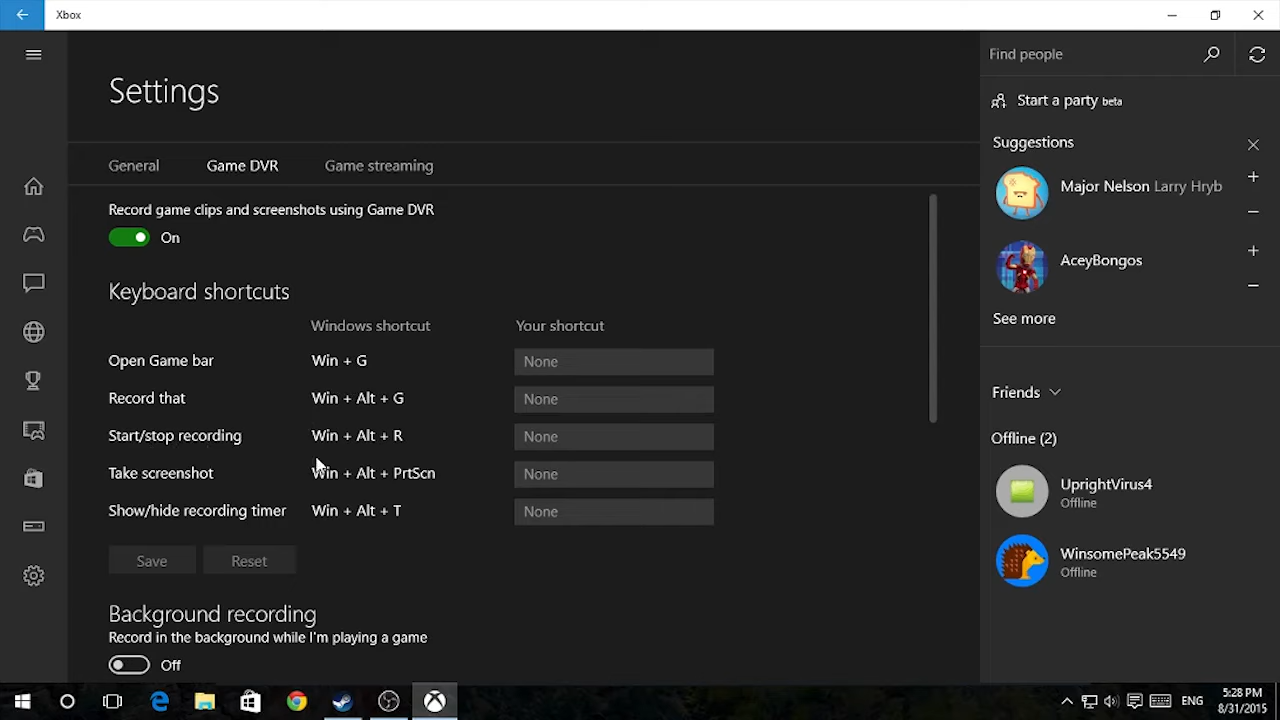 Xbox
Settings
General Game DVR Game streaming
Record game clips and screenshots using Game DVR
On
Keyboard shortcuts
Windows shortcut Your shortcut
Open Game bar Win + G None
Record that Win + Alt + G None
Start/stop recording Win + Alt + R None
Take screenshot Win + Alt + PrtScn None
Show/hide recording timer Win + Alt + T None
Save Reset
Background recording
Record in the background while I'm playing a game
Off
Find people
Start a party beta
Suggestions
Major Nelson Larry Hryb
AceyBongos
See more
Friends
Offline (2)
UprightVirus4
Offline
WinsomePeak5549
Offline
ENG
5:28 PM
8/31/2015